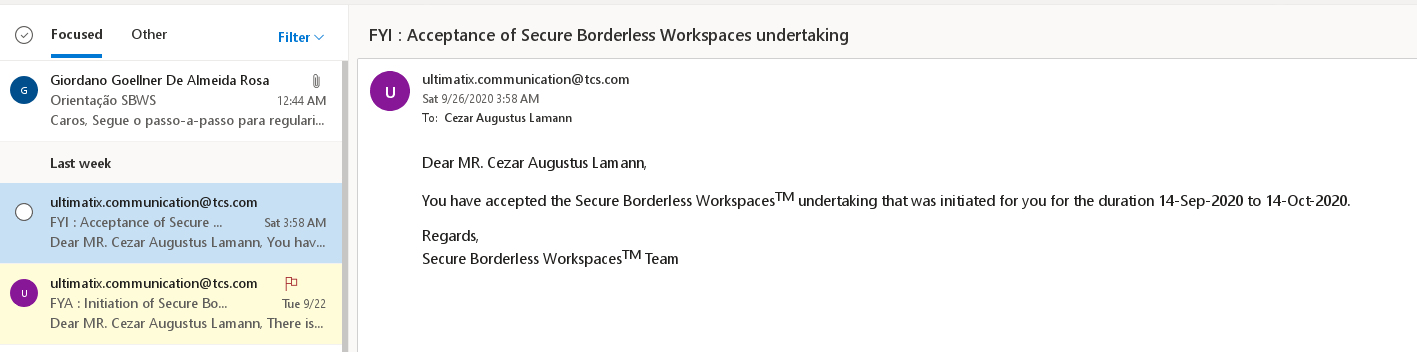 Focused
Other
Filter
G
Giordano Goellner De Almeida Rosa
Orientação SBWS
12:44 AM
Caros, Segue o passo-a-passo para regulari...
Last week
ultimatix.communication@tcs.com
FYI : Acceptance of Secure ...
Sat 3:58 AM
Dear MR. Cezar Augustus Lamann, You hav...
U
ultimatix.communication@tcs.com
FYA : Initiation of Secure Bo...
Tue 9/22
Dear MR. Cezar Augustus Lamann, There is...
FYI : Acceptance of Secure Borderless Workspaces undertaking
U
ultimatix.communication@tcs.com
Sat 9/26/2020 3:58 AM
To: Cezar Augustus Lamann
Dear MR. Cezar Augustus Lamann,
You have accepted the Secure Borderless Workspaces™ undertaking that was initiated for you for the duration 14-Sep-2020 to 14-Oct-2020.
Regards,
Secure Borderless Workspaces™ Team